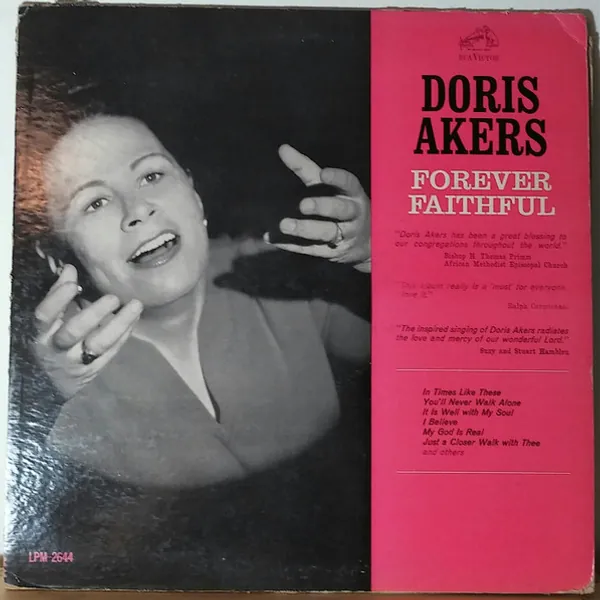 RCA VICTOR
DORIS
AKERS
FOREVER
FAITHFUL
"Doris Akers has been a great blessing to
our congregations throughout the world."
Bishop H. Thomas Primm
African Methodist Episcopal Church
"This album really is a 'must' for everyone.
love it."
Ralph
"The inspired singing of Doris Akers radiates
the love and mercy of our wonderful Lord."
Suzy and Stuart Hamblen
In Times Like These
You'll Never Walk Alone
It Is Well with My Soul
I Believe
My God Is Real
Just a Closer Walk with Thee
and others
LPM-2644